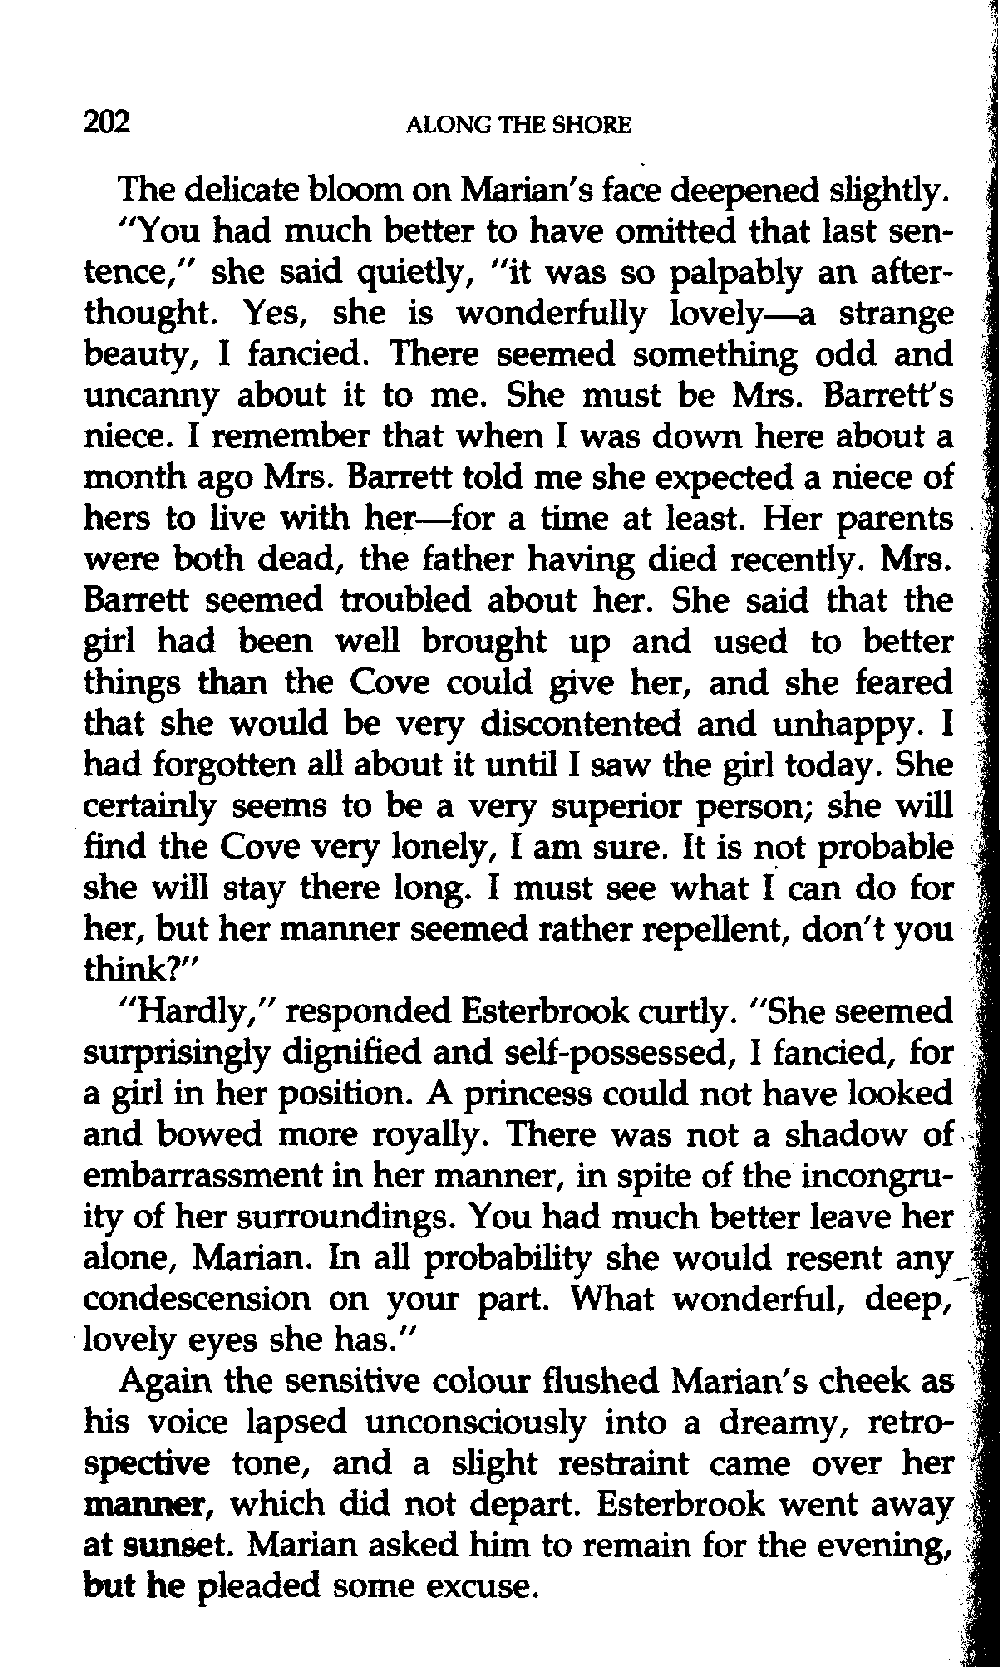 202 ALONG THE SHORE
The delicate bloom on Marian's face deepened slightly.
"You had much better to have omitted that last sen-
tence," she said quietly, "it was so palpably an after-
thought. Yes, she is wonderfully lovely—a strange
beauty, I fancied. There seemed something odd and
uncanny about it to me. She must be Mrs. Barrett's
niece. I remember that when I was down here about a
month ago Mrs. Barrett told me she expected a niece of
hers to live with her—for a time at least. Her parents
were both dead, the father having died recently. Mrs.
Barrett seemed troubled about her. She said that the
girl had been well brought up and used to better
things than the Cove could give her, and she feared
that she would be very discontented and unhappy. I
had forgotten all about it until I saw the girl today. She
certainly seems to be a very superior person; she will
find the Cove very lonely, I am sure. It is not probable
she will stay there long. I must see what I can do for
her, but her manner seemed rather repellent, don't you
think?"
"Hardly," responded Esterbrook curtly. "She seemed
surprisingly dignified and self-possessed, I fancied, for
a girl in her position. A princess could not have looked
and bowed more royally. There was not a shadow of
embarrassment in her manner, in spite of the incongru-
ity of her surroundings. You had much better leave her
alone, Marian. In all probability she would resent any
condescension on your part. What wonderful, deep,
lovely eyes she has."
Again the sensitive colour flushed Marian's cheek as
his voice lapsed unconsciously into a dreamy, retro-
spective tone, and a slight restraint came over her
manner, which did not depart. Esterbrook went away
at sunset. Marian asked him to remain for the evening,
but he pleaded some excuse.